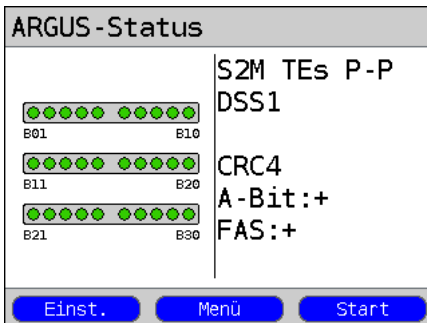 ARGUS-Status
S2M TEs P-P
DSS1
B01 B10
CRC4
B11 B20
A-Bit:+
FAS:+
B21 B30
Einst. Menü Start